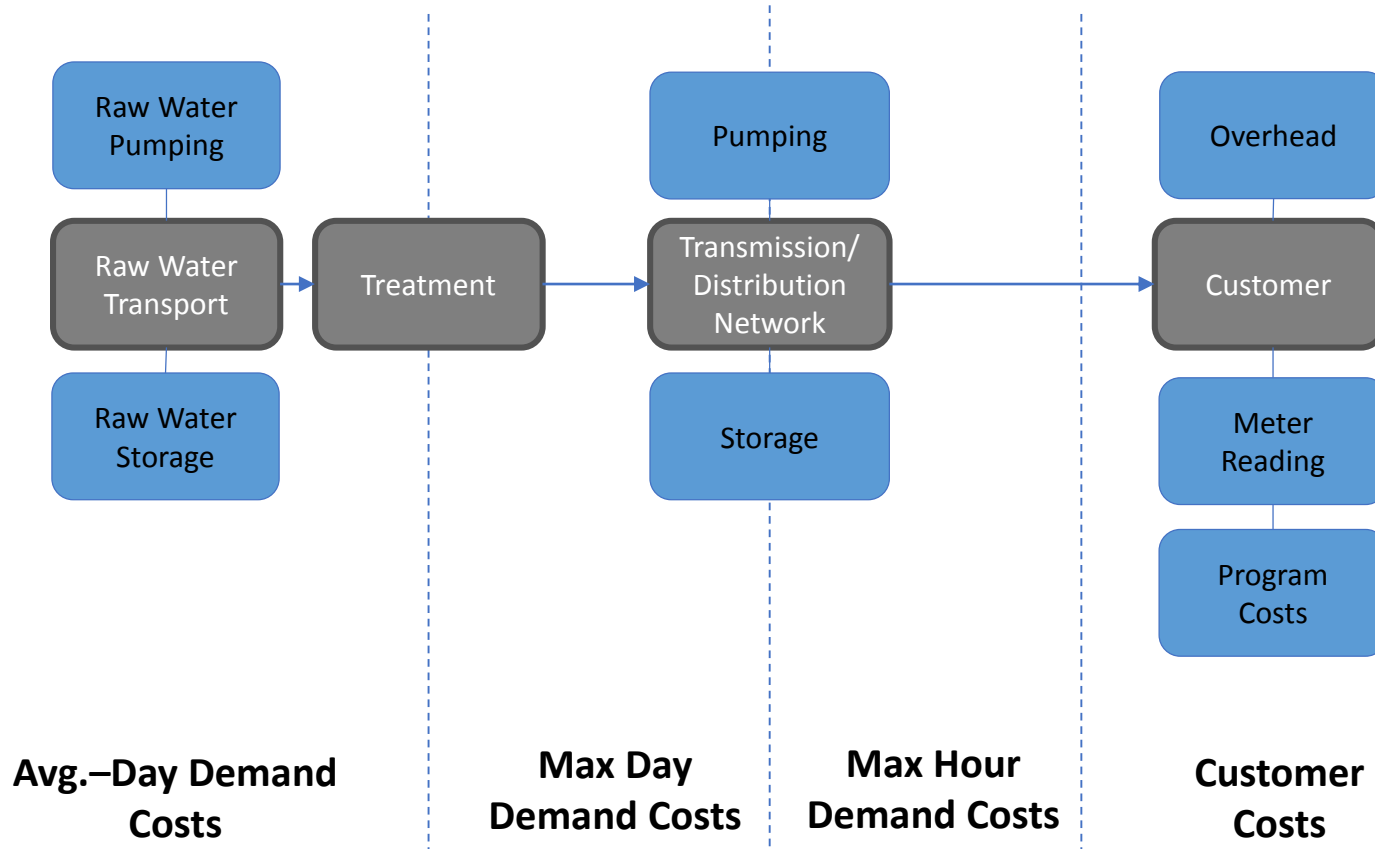 Raw Water
Pumping
Pumping
Overhead
Raw Water
Transport
Treatment
Transmission/
Distribution
Network
Customer
Raw Water
Storage
Storage
Meter
Reading
Program
Costs
Avg.–Day Demand
Costs
Max Day
Demand Costs
Max Hour
Demand Costs
Customer
Costs